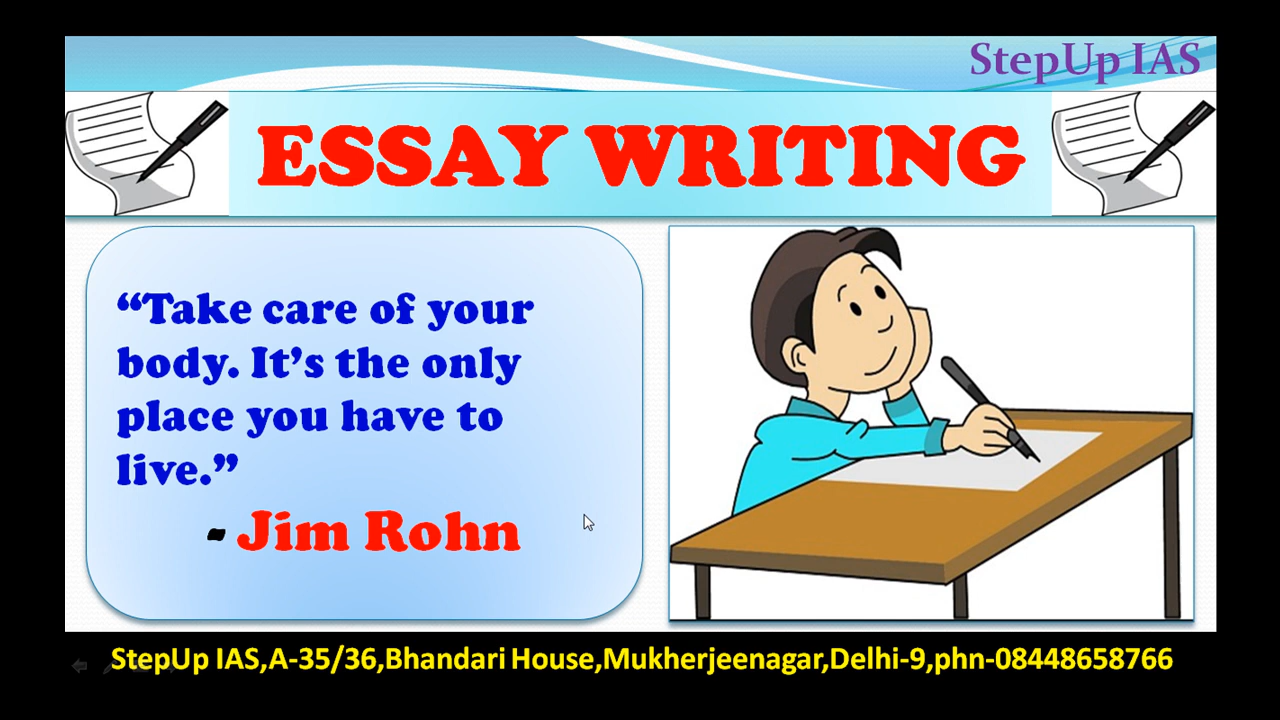 StepUp IAS
ESSAY WRITING
“Take care of your
body. It’s the only
place you have to
live.”
- Jim Rohn
StepUp IAS,A-35/36,Bhandari House,Mukherjeenagar,Delhi-9,phn-08448658766